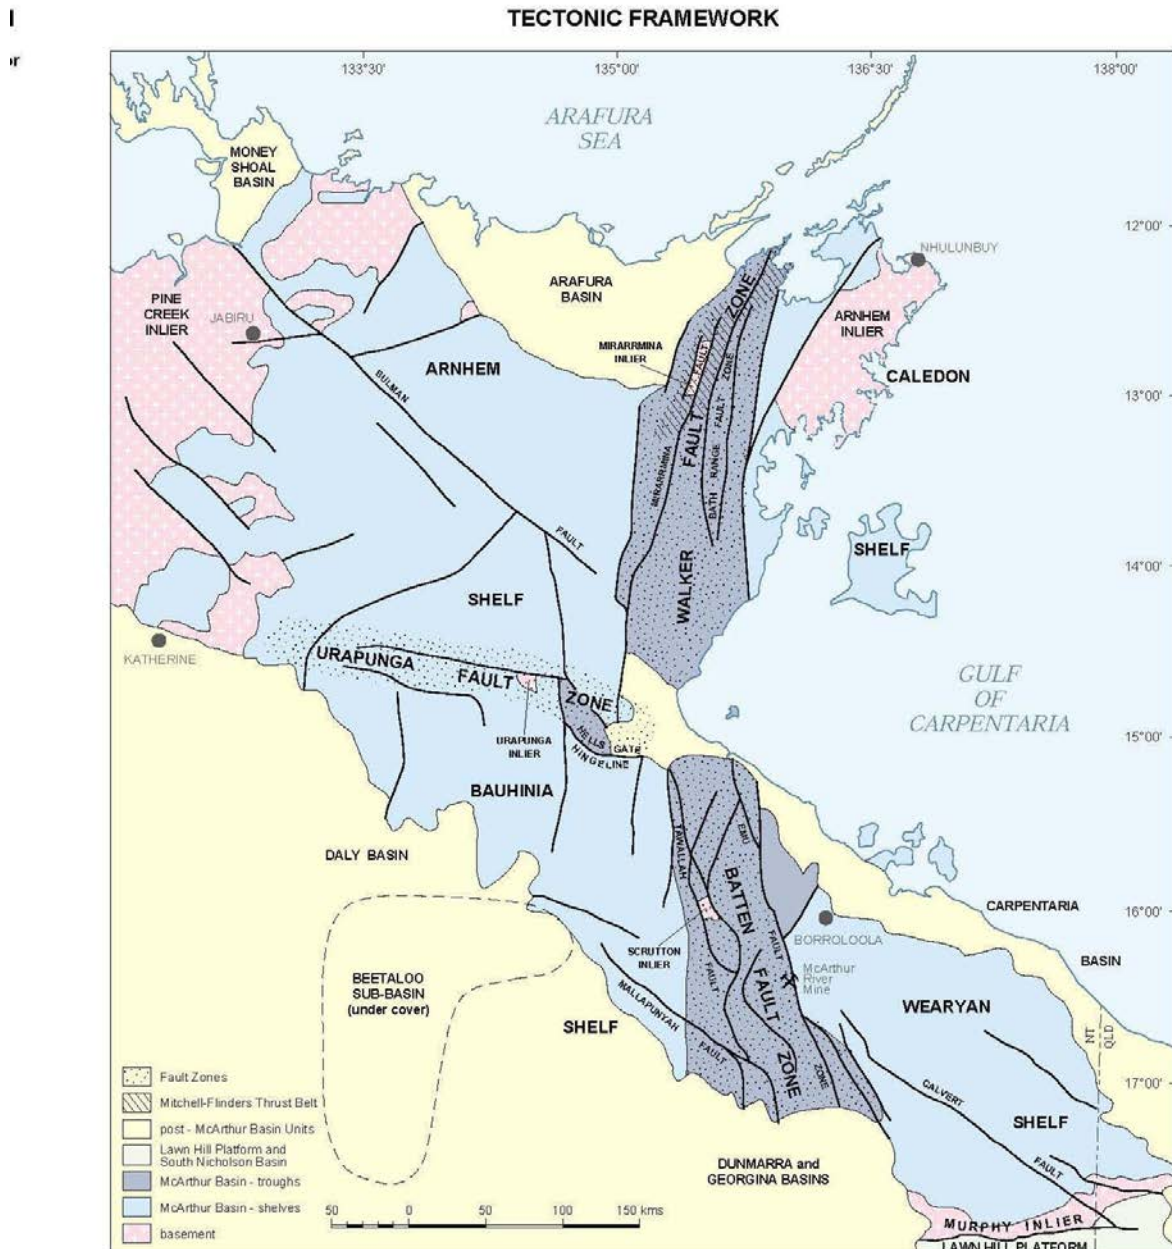 or
TECTONIC FRAMEWORK
133°30'
135°00'
136°30'
138°00'
ARAFURA
SEA
MONEY
SHOAL
BASIN
12°00'
NHULUNBUY
ARAFURA
BASIN
PINE
CREEK
INLIER
JABIRU
ZONE
ARNHEM
INLIER
MIRARRMINA
INLIER
FAULT
ARNHEM
BULMAN
ZONE
CALEDON
13°00'
FAULT
FAULT
BATH RANGE
MIRARRMINA
FAULT
SHELF
14°00'
WALKER
SHELF
KATHERINE
URAPUNGA
FAULT
ZONE
GULF
OF
CARPENTARIA
URAPUNGA
INLIER
HELLS
GATE
HINGELINE
15°00'
BAUHINIA
TAWALLAH
EMU
DALY BASIN
BATTEN
CARPENTARIA
16°00'
BORROLOOLA
SCRUTTON
INLIER
FAULT
BASIN
BEETALOO
SUB-BASIN
(under cover)
McArthur
River
Mine
FAULT
FAULT
WEARYAN
MALLAPUNYAH
SHELF
NT
QLD
FAULT
ZONE
ZONE
17°00'
CALVERT
SHELF
FAULT
Fault Zones
Mitchell-Flinders Thrust Belt
post - McArthur Basin Units
Lawn Hill Platform and
South Nicholson Basin
McArthur Basin - troughs
McArthur Basin - shelves
basement
DUNMARRA and
GEORGINA BASINS
50 0 50 100 150 kms
MURPHY INLIER
LAWN HILL PLATFORM